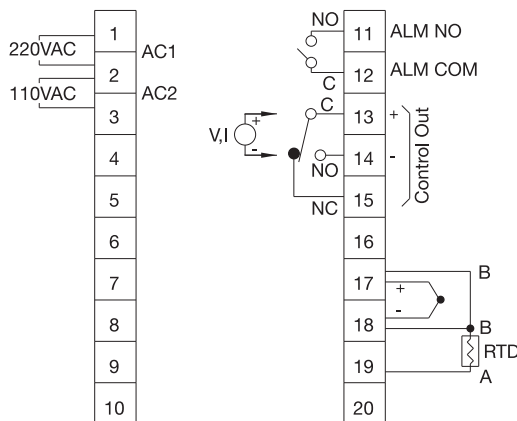 220VAC
110VAC
1
2
3
4
5
6
7
8
9
10
AC1
AC2
NO
C
11
12
13
14
15
16
17
18
19
20
ALM NO
ALM COM
V,I
+
-
C
NO
NC
+
-
Control Out
+
-
B
B
RTD
A